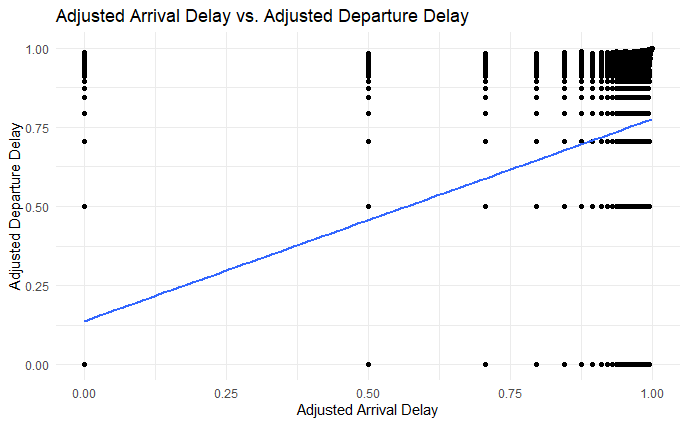 Adjusted Arrival Delay vs. Adjusted Departure Delay
Adjusted Departure Delay
1.00
0.75
0.50
0.25
0.00
0.00 0.25 0.50 0.75 1.00
Adjusted Arrival Delay